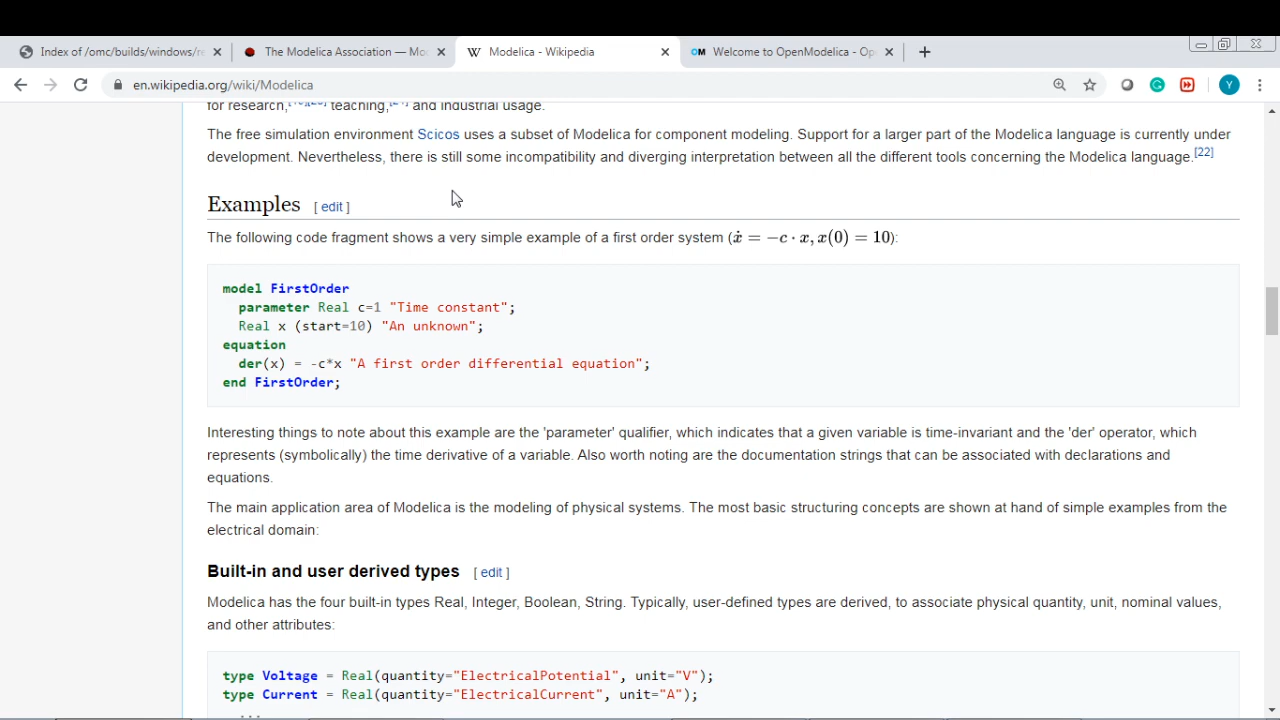 Index of /omc/builds/windows/re
The Modelica Association — Mo
Modelica - Wikipedia
Welcome to OpenModelica - Op
en.wikipedia.org/wiki/Modelica
Y
for research, teaching, and industrial usage.
The free simulation environment Scicos uses a subset of Modelica for component modeling. Support for a larger part of the Modelica language is currently under
development. Nevertheless, there is still some incompatibility and diverging interpretation between all the different tools concerning the Modelica language.[22]
Examples [ edit ]
The following code fragment shows a very simple example of a first order system (ẋ = −c · x, x(0) = 10):
model FirstOrder
parameter Real c=1 "Time constant";
Real x (start=10) "An unknown";
equation
der(x) = -c*x "A first order differential equation";
end FirstOrder;
Interesting things to note about this example are the 'parameter' qualifier, which indicates that a given variable is time-invariant and the 'der' operator, which
represents (symbolically) the time derivative of a variable. Also worth noting are the documentation strings that can be associated with declarations and
equations.
The main application area of Modelica is the modeling of physical systems. The most basic structuring concepts are shown at hand of simple examples from the
electrical domain:
Built-in and user derived types [ edit ]
Modelica has the four built-in types Real, Integer, Boolean, String. Typically, user-defined types are derived, to associate physical quantity, unit, nominal values,
and other attributes:
type Voltage = Real(quantity="ElectricalPotential", unit="V");
type Current = Real(quantity="ElectricalCurrent", unit="A");
...